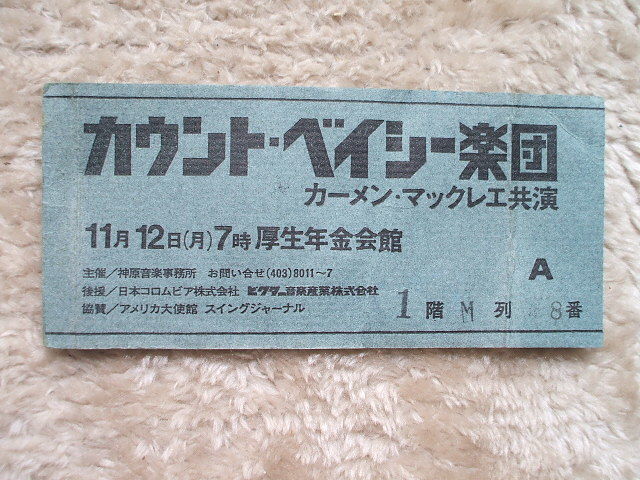 カウント・ベイシー楽団
カーメン・マックレエ共演
11月12日(月)7時 厚生年金会館
主催／神原音楽事務所 お問い合せ(403)8011～7
後援／日本コロムビア株式会社 ビクター音楽産業株式会社
協賛／アメリカ大使館 スイングジャーナル
A
1階 M列 8番